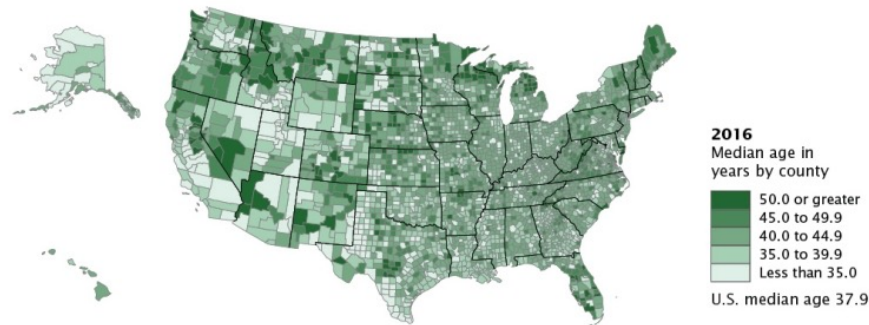 2016
Median age in
years by county
50.0 or greater
45.0 to 49.9
40.0 to 44.9
35.0 to 39.9
Less than 35.0
U.S. median age 37.9